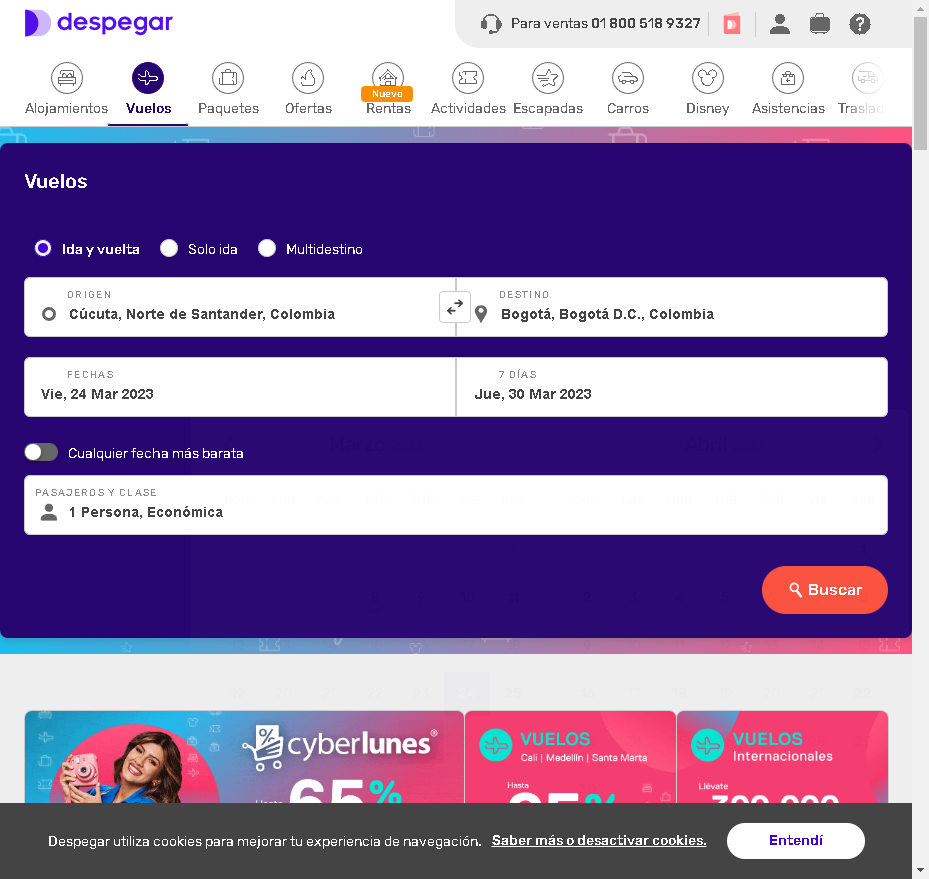 despegar
Para ventas 01 800 518 9327
Alojamientos
Vuelos
Paquetes
Ofertas
Nuevo
Rentas
Actividades
Escapadas
Carros
Disney
Asistencias
Vuelos
Ida y vuelta
Solo ida
Multidestino
ORIGEN
Cúcuta, Norte de Santander, Colombia
DESTINO
Bogotá, Bogotá D.C., Colombia
FECHAS
Vie, 24 Mar 2023
7 DÍAS
Jue, 30 Mar 2023
Cualquier fecha más barata
PASAJEROS Y CLASE
1 Persona, Económica
Buscar
cyberlunes®
Hasta
65%
VUELOS
Cali | Medellín | Santa Marta
Hasta
VUELOS
Internacionales
Llévate
Despegar utiliza cookies para mejorar tu experiencia de navegación. Saber más o desactivar cookies.
Entendí